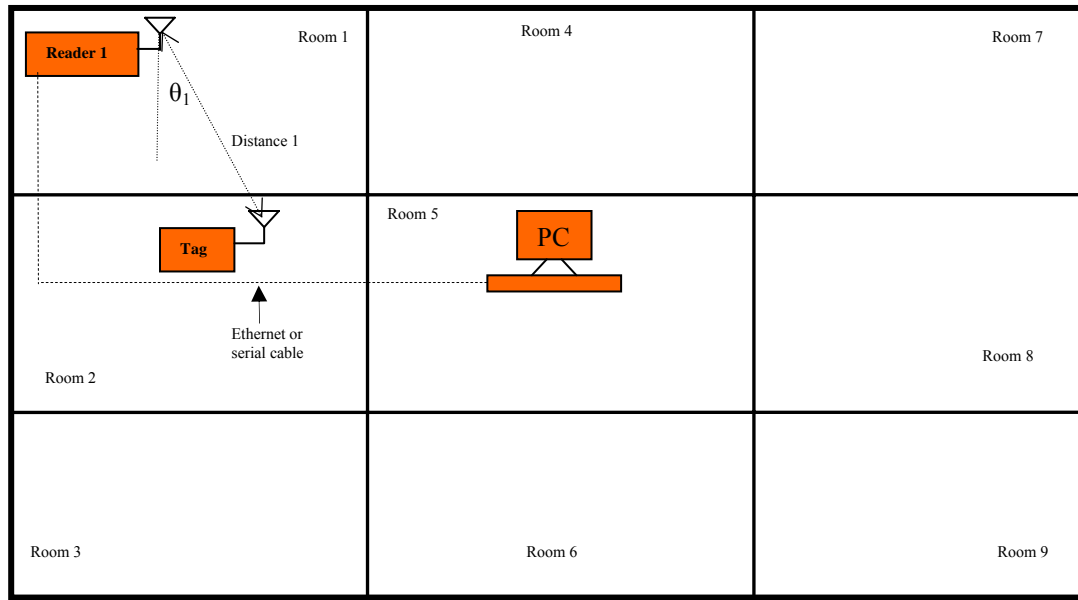 Reader 1
Room 1
Room 4
Room 7
θ1
Distance 1
Room 5
PC
Tag
Ethernet or
serial cable
Room 2
Room 8
Room 3
Room 6
Room 9